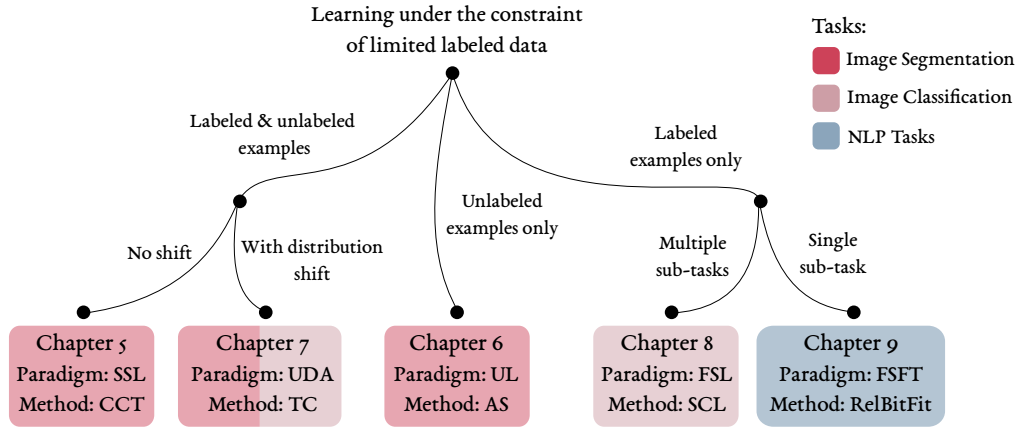 Learning under the constraint
of limited labeled data
Tasks:
Image Segmentation
Image Classification
NLP Tasks
Labeled & unlabeled
examples
Unlabeled
examples only
Labeled
examples only
No shift
With distribution
shift
Multiple
sub-tasks
Single
sub-task
Chapter 5
Paradigm: SSL
Method: CCT
Chapter 7
Paradigm: UDA
Method: TC
Chapter 6
Paradigm: UL
Method: AS
Chapter 8
Paradigm: FSL
Method: SCL
Chapter 9
Paradigm: FSFT
Method: RelBitFit